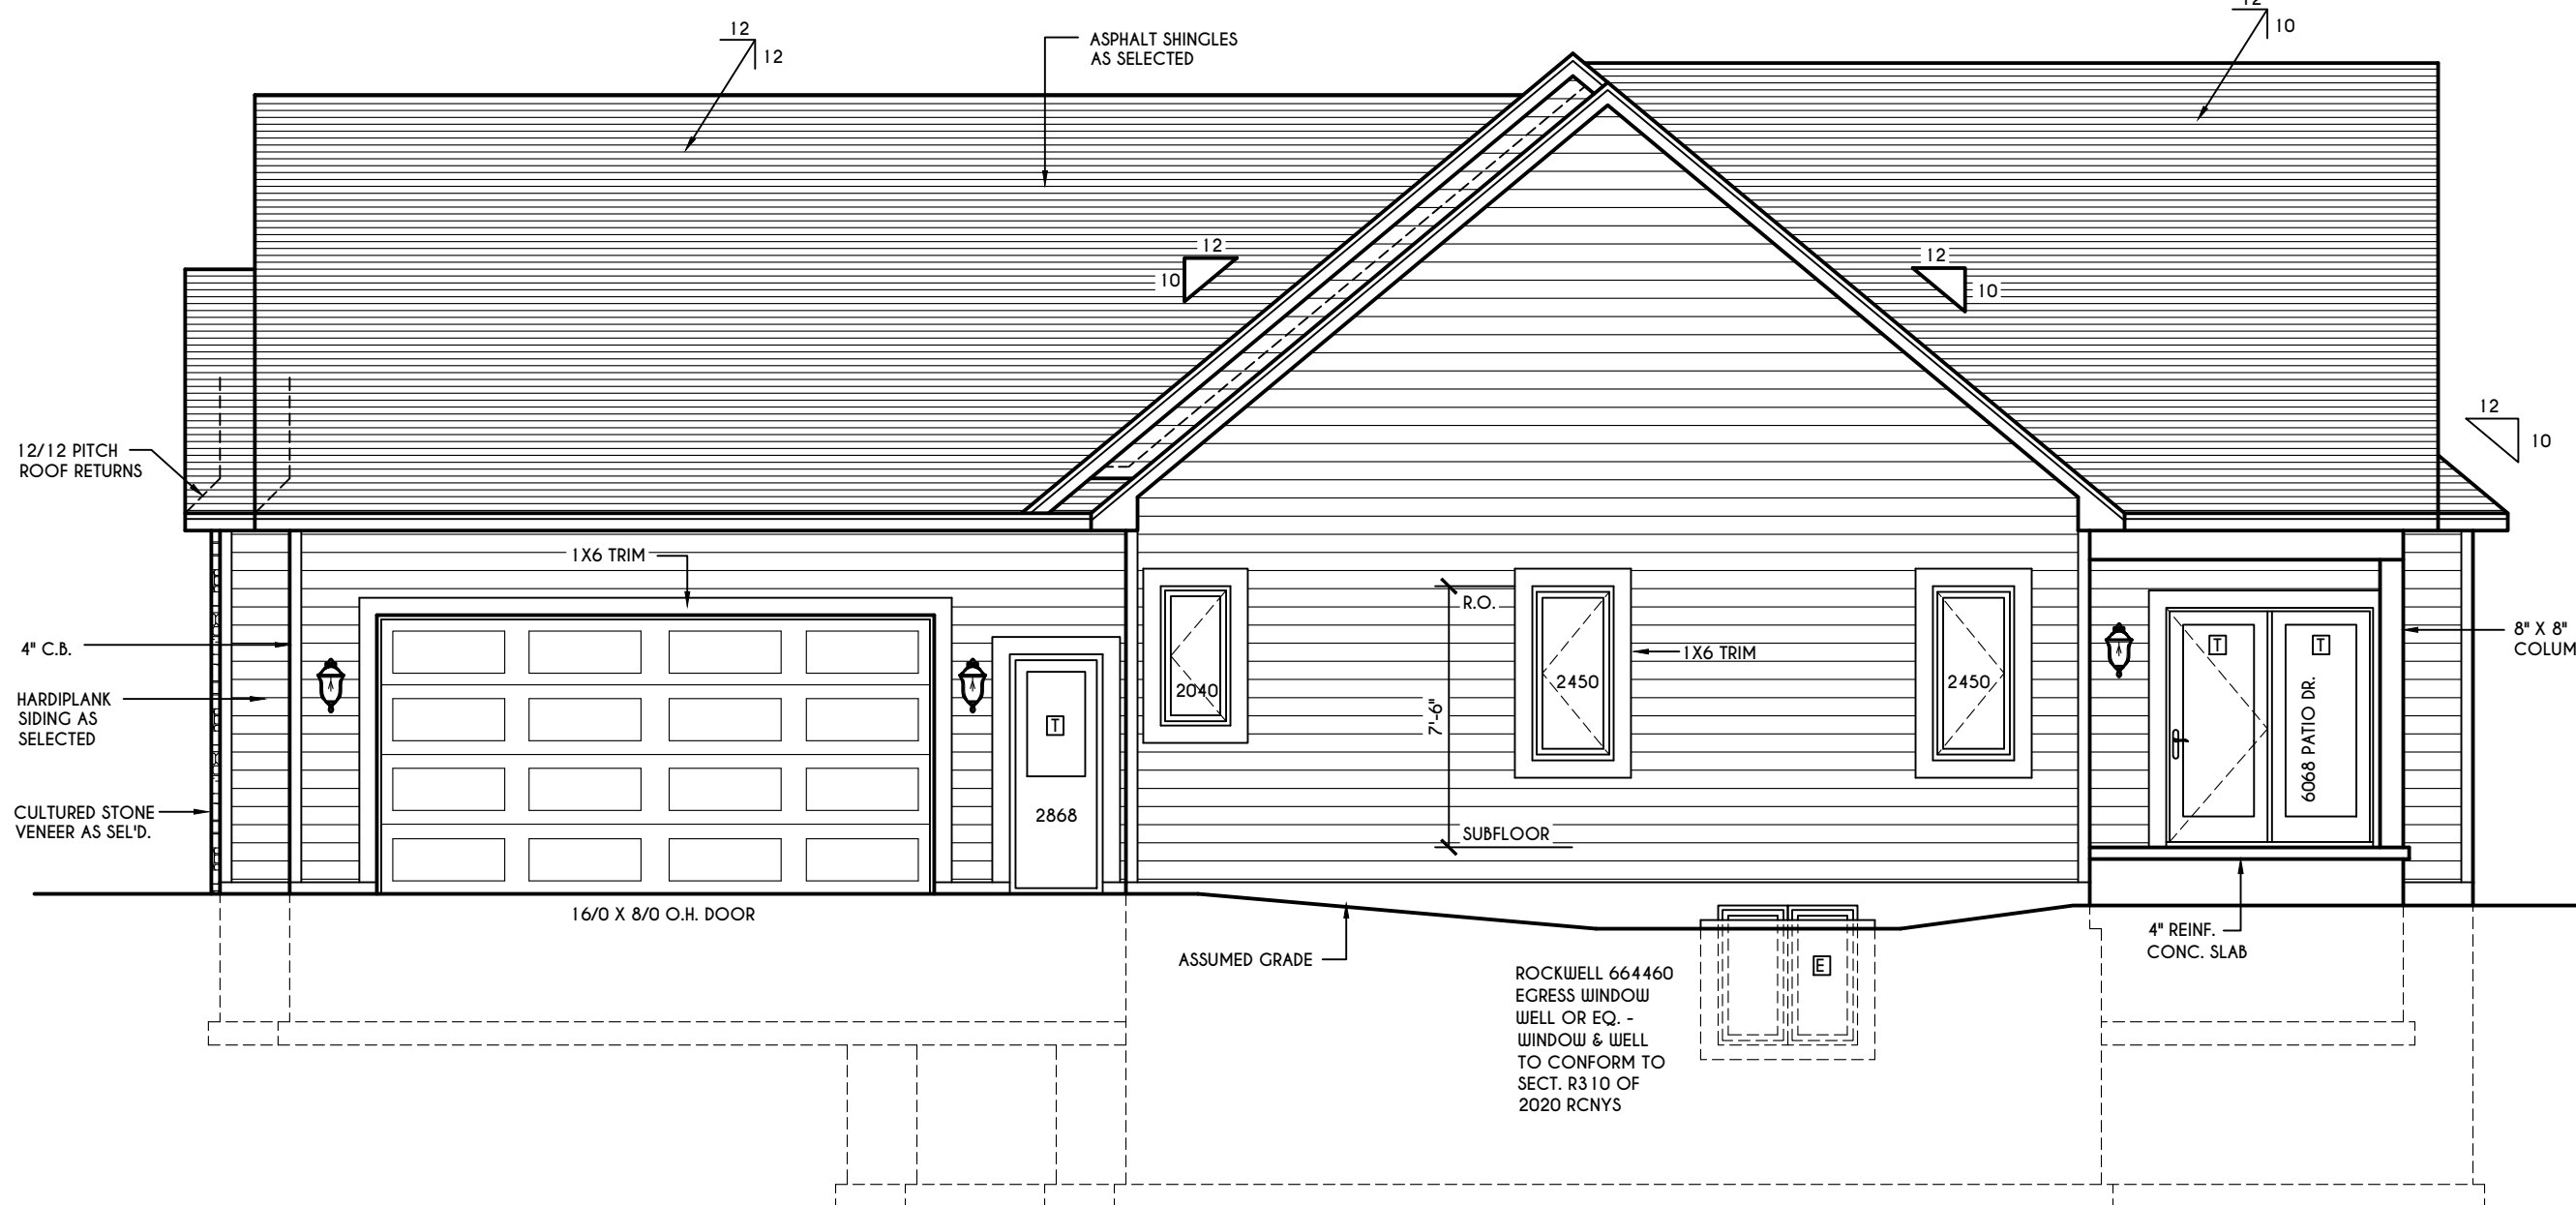 12
12
ASPHALT SHINGLES
AS SELECTED
12
10
12
10
12
10
12
10
12/12 PITCH
ROOF RETURNS
1X6 TRIM
R.O.
4" C.B.
1X6 TRIM
8" X 8"
HARDIPLANK
SIDING AS
SELECTED
2040
2450
2450
T
T
T
7'-6"
6068 PATIO DR.
CULTURED STONE
VENEER AS SEL'D.
2868
SUBFLOOR
16/0 X 8/0 O.H. DOOR
ASSUMED GRADE
4" REINF.
CONC. SLAB
E
ROCKWELL 664460
EGRESS WINDOW
WELL OR EQ. -
WINDOW & WELL
TO CONFORM TO
SECT. R310 OF
2020 RCNYS